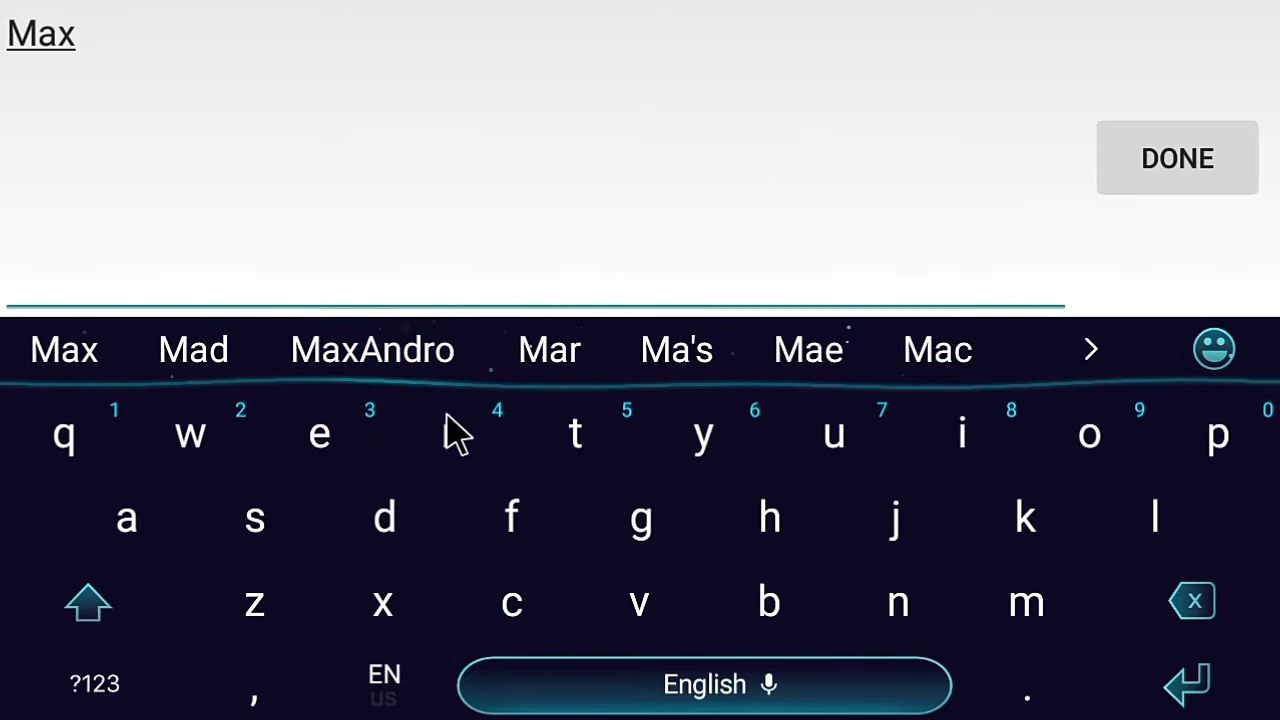 Max
DONE
Max Mad MaxAndro Mar Ma's Mae Mac >
1 2 3 4 5 6 7 8 9 0
q w e t y u i o p
a s d f g h j k l
z x c v b n m x
?123 , EN us English .